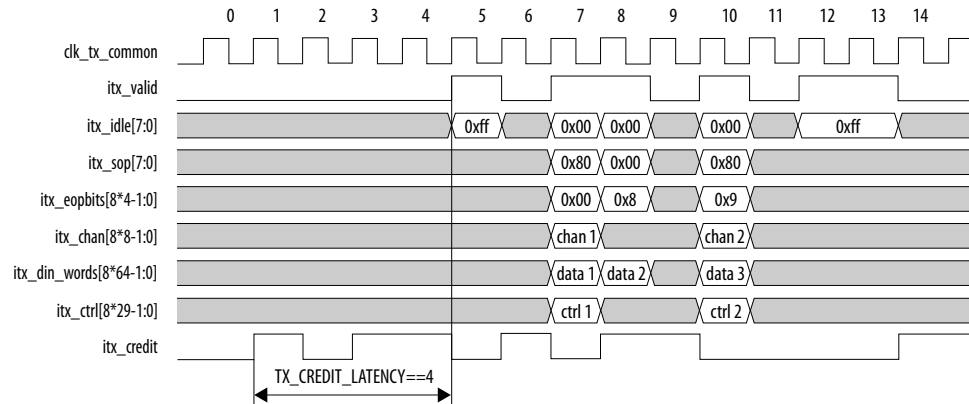 0 1 2 3 4 5 6 7 8 9 10 11 12 13 14
clk_tx_common
itx_valid
itx_idle[7:0] 0xff 0x00 0x00 0x00 0xff
itx_sop[7:0] 0x80 0x00 0x80
itx_eopbits[8*4-1:0] 0x00 0x8 0x9
itx_chan[8*8-1:0] chan 1 chan 2
itx_din_words[8*64-1:0] data 1 data 2 data 3
itx_ctrl[8*29-1:0] ctrl 1 ctrl 2
itx_credit
TX_CREDIT_LATENCY==4